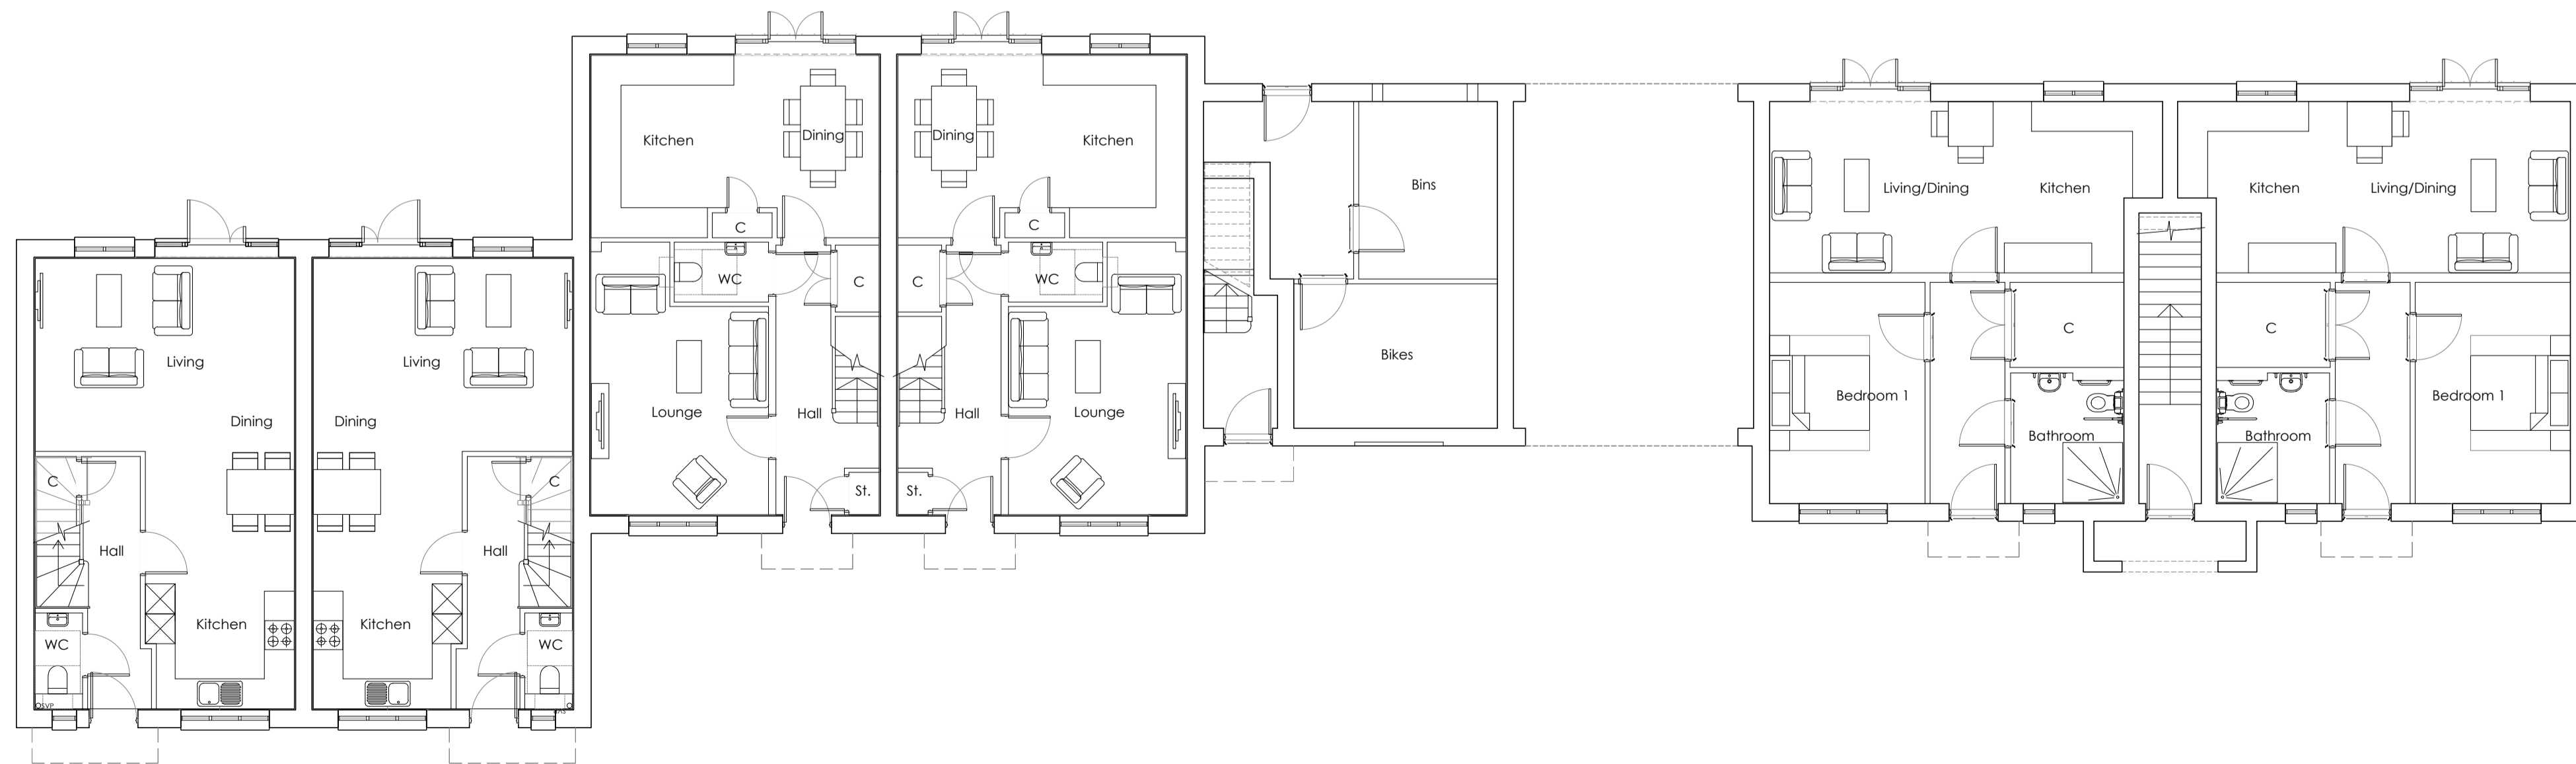 Living
Dining
C
Hall
Kitchen
WC
SVP
Living
Dining
C
Hall
Kitchen
WC
Kitchen
Dining
C
WC
C
Lounge
Hall
St.
Dining
Kitchen
C
C
WC
Hall
Lounge
St.
Bins
Bikes
Living/Dining
Kitchen
C
Bedroom 1
Bathroom
Kitchen
Living/Dining
C
Bedroom 1
Bathroom